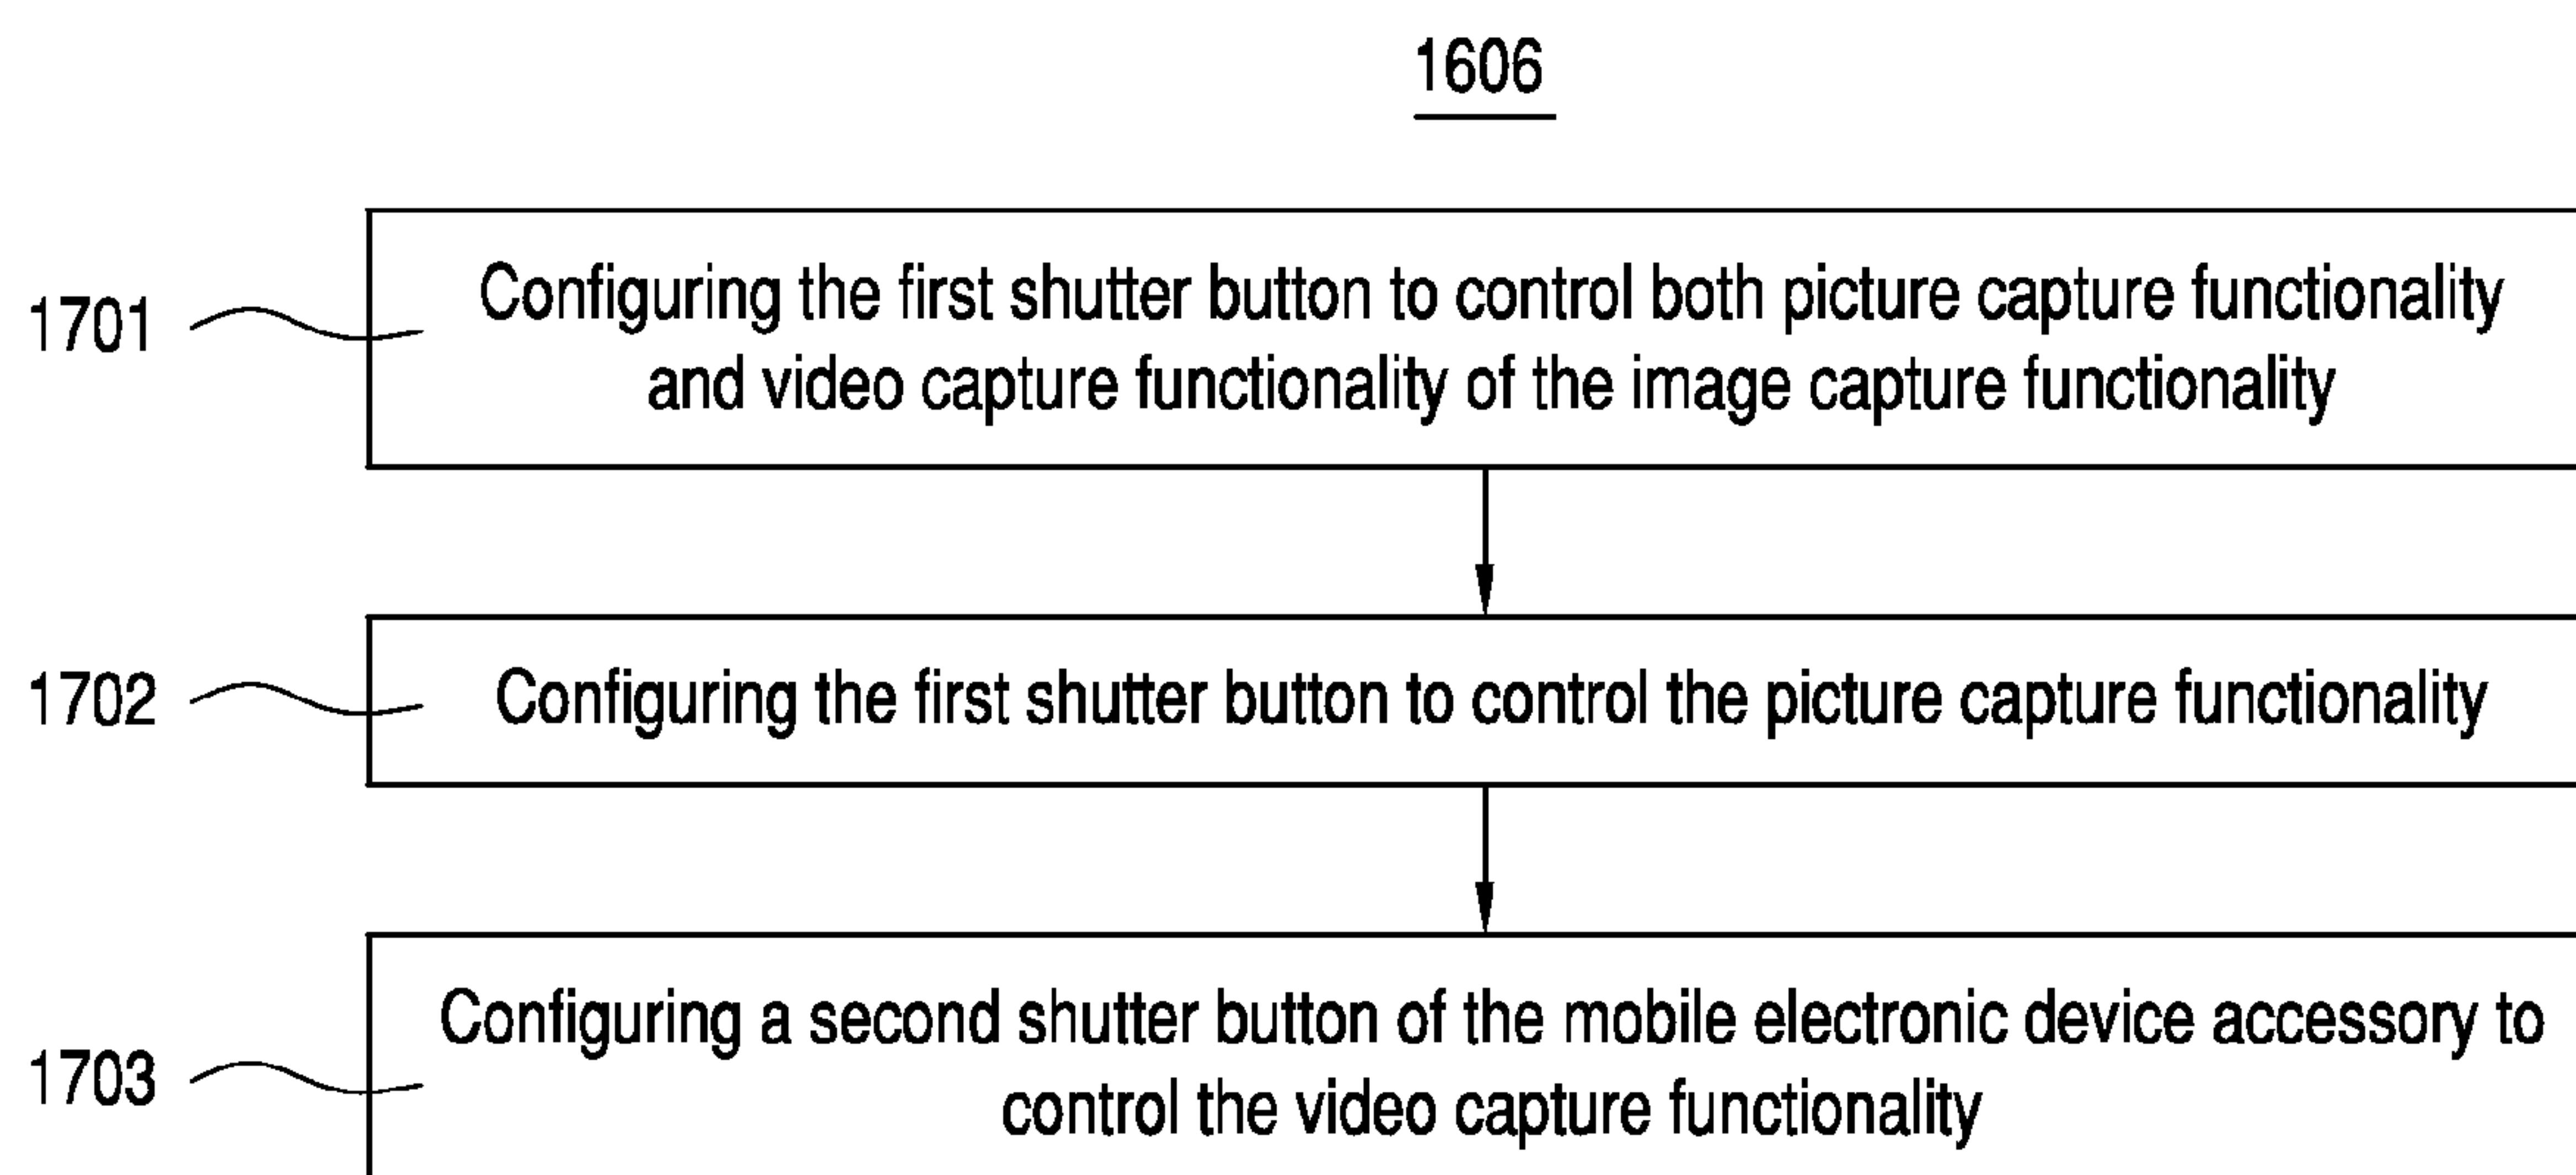 1606
1701
Configuring the first shutter button to control both picture capture functionality
and video capture functionality of the image capture functionality
1702
Configuring the first shutter button to control the picture capture functionality
1703
Configuring a second shutter button of the mobile electronic device accessory to
control the video capture functionality